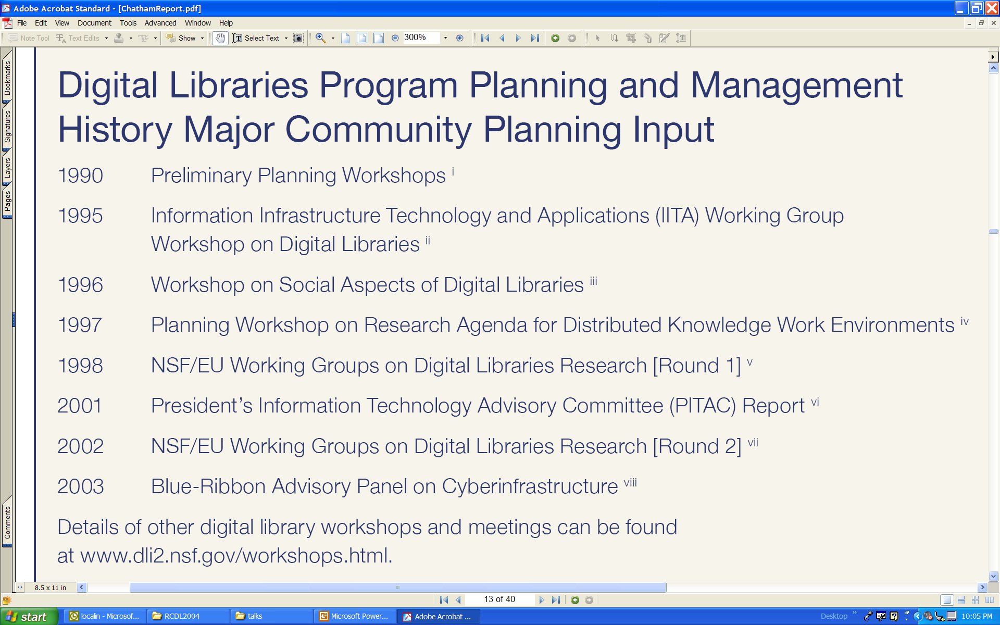 Adobe Acrobat Standard - [ChathamReport.pdf]
File Edit View Document Tools Advanced Window Help
Note Tool Text Edits Show Select Text 300%
Bookmarks
Signatures
Layers
Pages
Comments
Digital Libraries Program Planning and Management
History Major Community Planning Input
1990 Preliminary Planning Workshops i
1995 Information Infrastructure Technology and Applications (IITA) Working Group
Workshop on Digital Libraries ii
1996 Workshop on Social Aspects of Digital Libraries iii
1997 Planning Workshop on Research Agenda for Distributed Knowledge Work Environments iv
1998 NSF/EU Working Groups on Digital Libraries Research [Round 1] v
2001 President’s Information Technology Advisory Committee (PITAC) Report vi
2002 NSF/EU Working Groups on Digital Libraries Research [Round 2] vii
2003 Blue-Ribbon Advisory Panel on Cyberinfrastructure viii
Details of other digital library workshops and meetings can be found
at www.dli2.nsf.gov/workshops.html.
8.5 x 11 in
13 of 40
start localin - Microsof... RCDL2004 talks Microsoft Power... Adobe Acrobat ... Desktop 10:05 PM